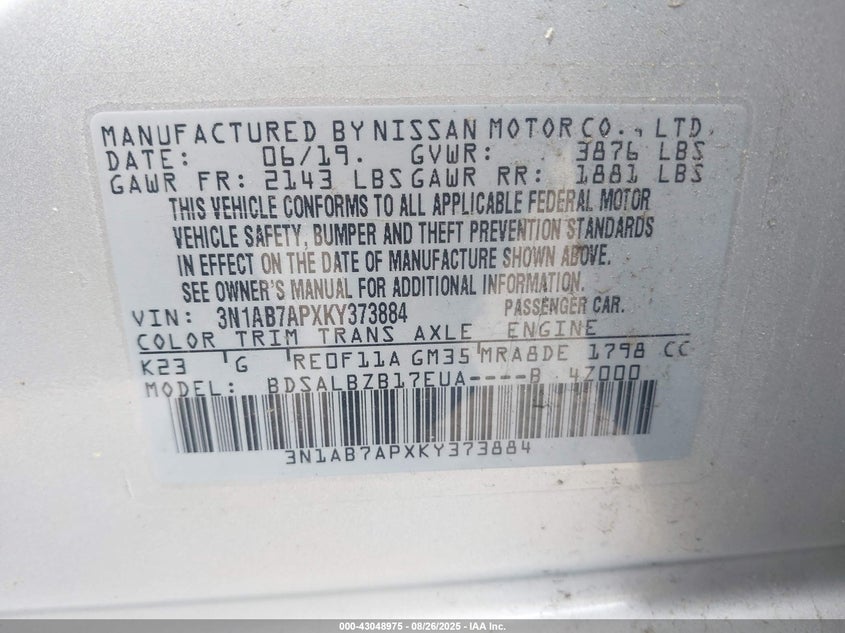 MANUFACTURED BY NISSAN MOTOR CO., LTD.
DATE: 06/19. GVWR: 3876 LBS
GAWR FR: 2143 LBS GAWR RR: 1881 LBS
THIS VEHICLE CONFORMS TO ALL APPLICABLE FEDERAL MOTOR
VEHICLE SAFETY, BUMPER AND THEFT PREVENTION STANDARDS
IN EFFECT ON THE DATE OF MANUFACTURE SHOWN ABOVE.
SEE OWNER'S MANUAL FOR ADDITIONAL INFORMATION.
VIN: 3N1AB7APXKY373884 PASSENGER CAR.
COLOR TRIM TRANS AXLE ENGINE
K23 G RE0F11A GM35 MRA8DE 1798 CC
MODEL: BDSALBZB17EUA----B 4Z000
3N1AB7APXKY373884
000-43048975 - 08/26/2025 - IAA Inc.